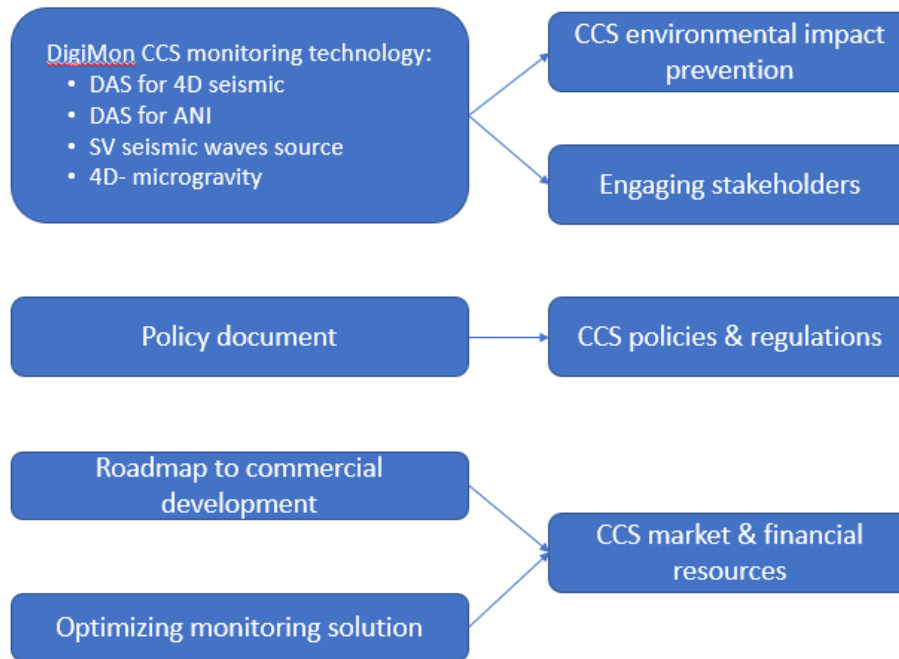 DigiMon CCS monitoring technology:
• DAS for 4D seismic
• DAS for ANI
• SV seismic waves source
• 4D- microgravity
CCS environmental impact
prevention
Engaging stakeholders
Policy document
CCS policies & regulations
Roadmap to commercial
development
CCS market & financial
resources
Optimizing monitoring solution